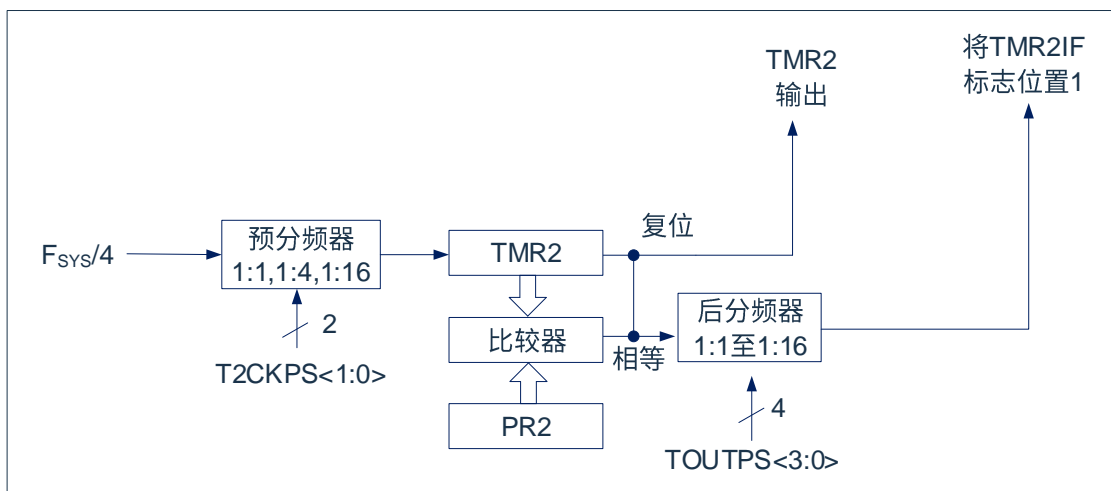 TMR2
输出
将TMR2IF
标志位置1
复位
F_SYS/4
预分频器
1:1,1:4,1:16
TMR2
2
T2CKPS<1:0>
比较器
相等
后分频器
1:1至1:16
PR2
4
TOUTPS<3:0>